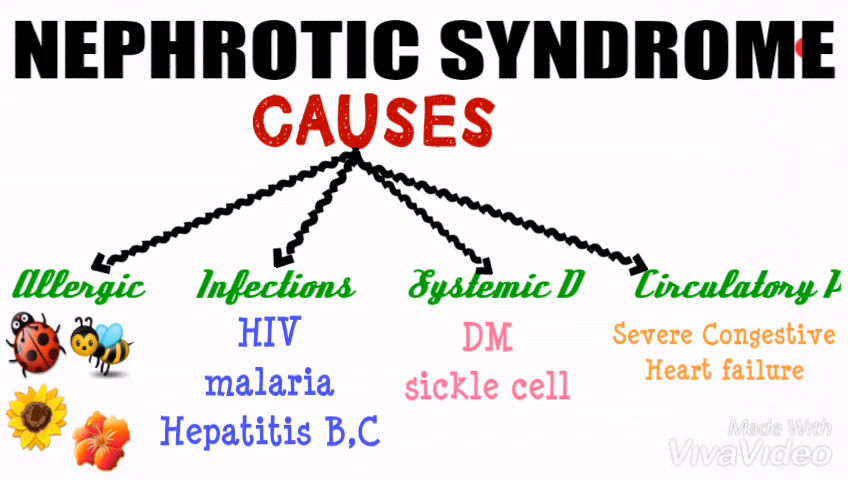 NEPHROTIC SYNDROME
CAUSES
Allergic Infections Systemic D Circulatory P
HIV
malaria
Hepatitis B,C
DM
sickle cell
Severe Congestive
Heart failure
Made With
VivaVideo